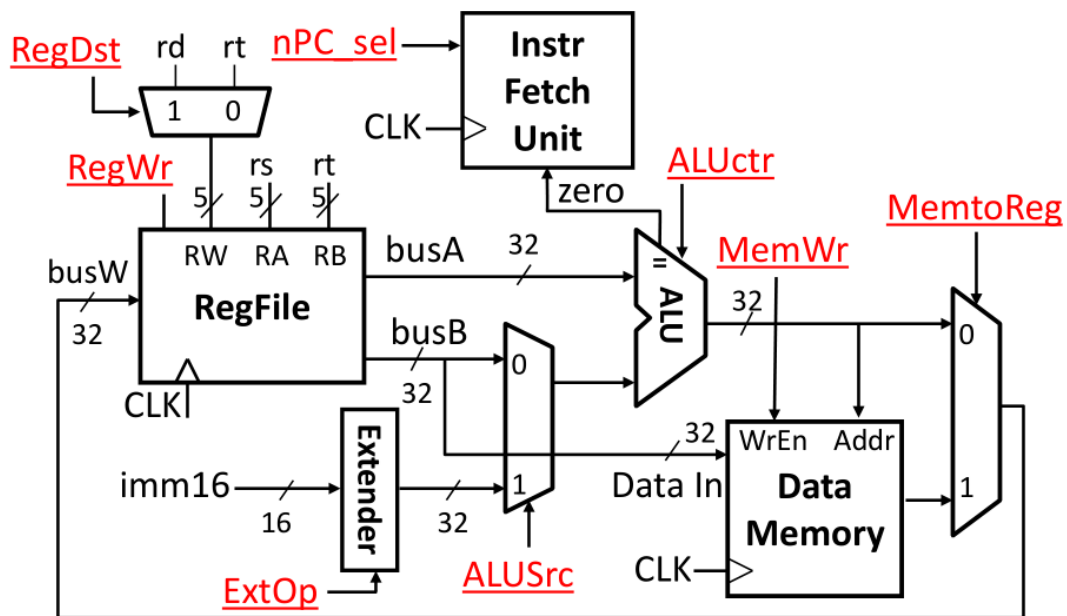 rd rt
RegDst
1 0
nPC_sel
Instr
Fetch
Unit
CLK
RegWr
rs rt
5 5 5
zero
ALUctr
MemtoReg
busW
32
RW RA RB
RegFile
CLK
busA 32
busB
32
= ALU
MemWr
32
0
1
0
1
imm16
16
Extender
32
ExtOp
ALUSrc
32
Data In
WrEn Addr
Data
Memory
CLK